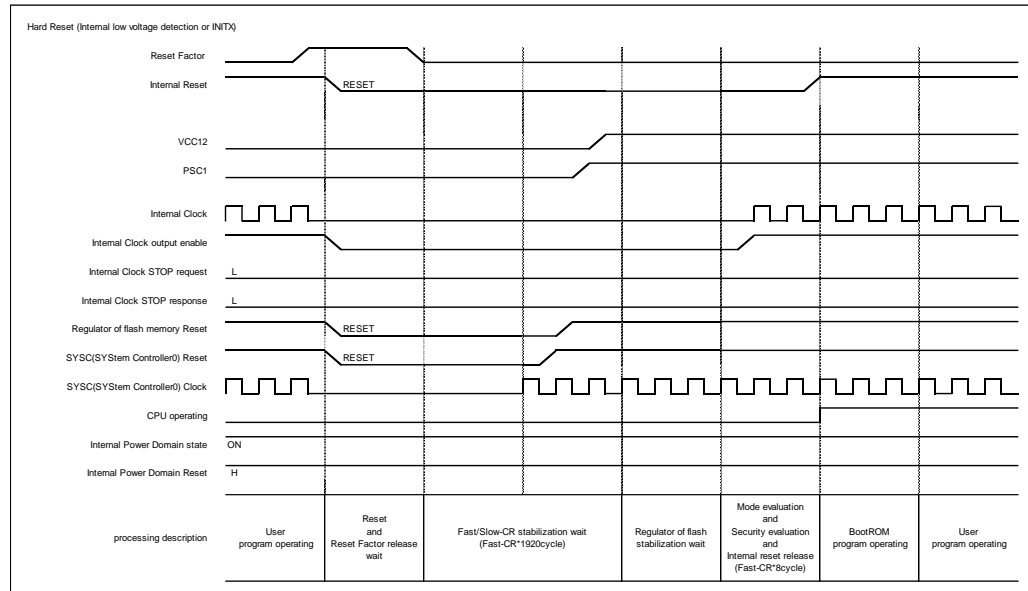 Hard Reset (Internal low voltage detection or INITX)
Reset Factor
Internal Reset
RESET
VCC12
PSC1
Internal Clock
Internal Clock output enable
Internal Clock STOP request
L
Internal Clock STOP response
L
Regulator of flash memory Reset
RESET
SYSC(SYStem Controller0) Reset
RESET
SYSC(SYStem Controller0) Clock
CPU operating
Internal Power Domain state
ON
Internal Power Domain Reset
H
processing description
User
program operating
Reset
and
Reset Factor release
wait
Fast/Slow-CR stabilization wait
(Fast-CR*1920cycle)
Regulator of flash
stabilization wait
Mode evaluation
and
Security evaluation
and
Internal reset release
(Fast-CR*8cycle)
BootROM
program operating
User
program operating